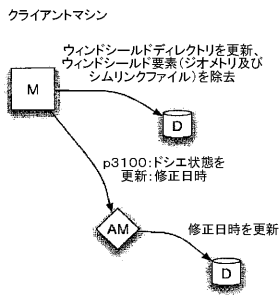 クライアントマシン
ウィンドシールドディレクトリを更新、
ウィンドシールド要素(ジオメトリ及び
シムリンクファイル)を除去
M
D
p3100:ドシエ状態を
更新:修正日時
AM
修正日時を更新
D